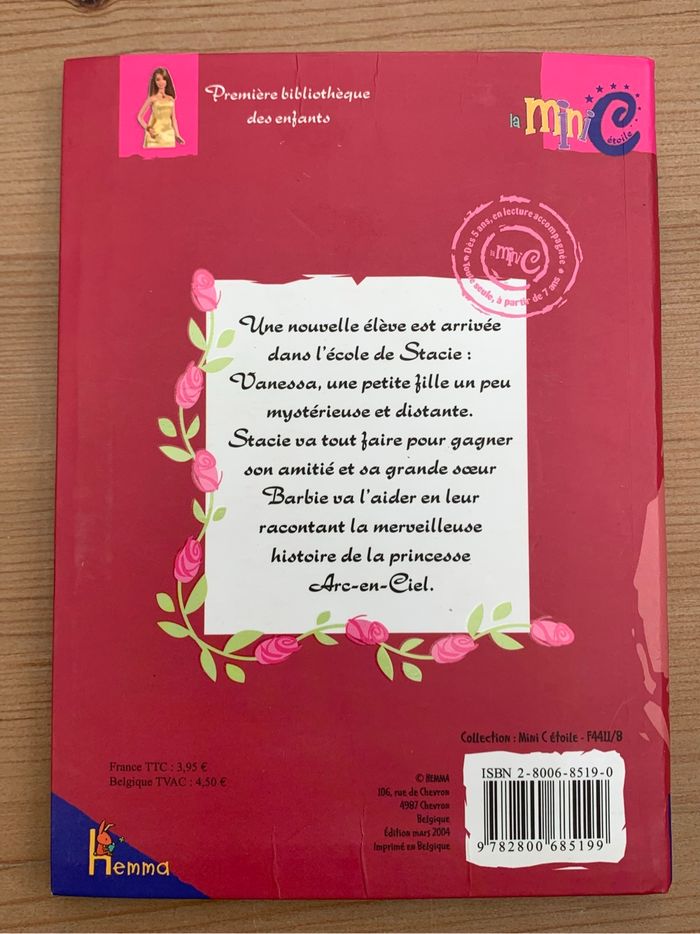 Première bibliothèque
des enfants
la mini C
étoile
Dès 5 ans, en lecture accompagnée
Toute seule, à partir de 7 ans
la mini C
Une nouvelle élève est arrivée
dans l'école de Stacie :
Vanessa, une petite fille un peu
mystérieuse et distante.
Stacie va tout faire pour gagner
son amitié et sa grande sœur
Barbie va l'aider en leur
racontant la merveilleuse
histoire de la princesse
Arc-en-Ciel.
Collection : Mini C étoile - F4411/B
France TTC : 3,95 €
Belgique TVAC : 4,50 €
© HEMMA
106, rue de Chevron
4987 Chevron
Belgique
Édition mars 2004
Imprimé en Belgique
ISBN 2-8006-8519-0
9 782800 685199
Hemma